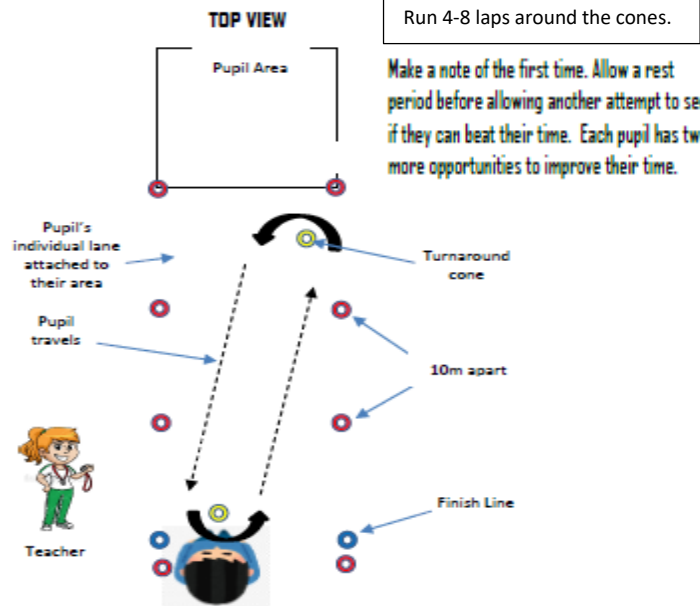 TOP VIEW
Run 4-8 laps around the cones.
Pupil Area
Make a note of the first time. Allow a rest
period before allowing another attempt to se
if they can beat their time. Each pupil has tw
more opportunities to improve their time.
Pupil's
individual lane
attached to
their area
Turnaround
cone
Pupil
travels
10m apart
Finish Line
Teacher